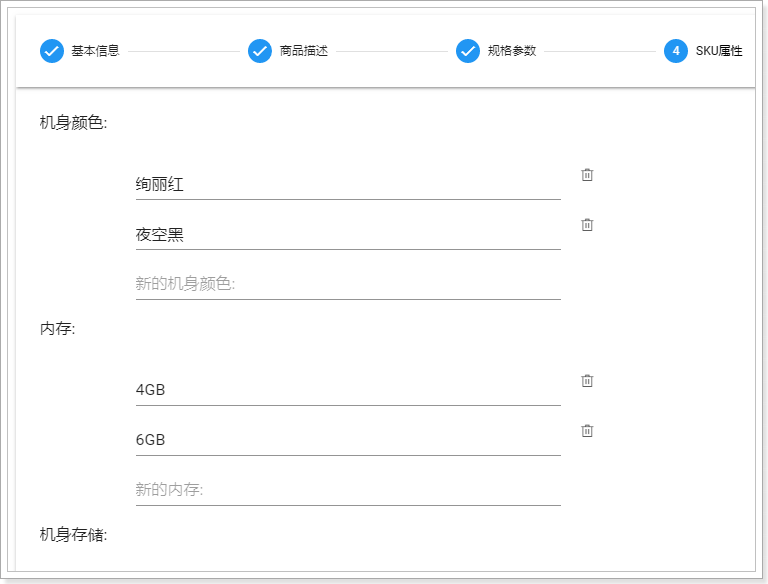 基本信息 商品描述 规格参数 4 SKU属性
机身颜色:
绚丽红
夜空黑
新的机身颜色:
内存:
4GB
6GB
新的内存:
机身存储: